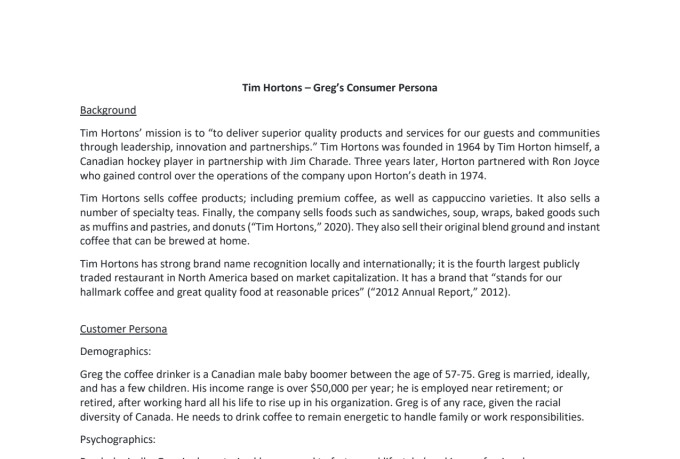 Tim Hortons – Greg's Consumer Persona
Background
Tim Hortons' mission is to "to deliver superior quality products and services for our guests and communities
through leadership, innovation and partnerships." Tim Hortons was founded in 1964 by Tim Horton himself, a
Canadian hockey player in partnership with Jim Charade. Three years later, Horton partnered with Ron Joyce
who gained control over the operations of the company upon Horton's death in 1974.
Tim Hortons sells coffee products; including premium coffee, as well as cappuccino varieties. It also sells a
number of specialty teas. Finally, the company sells foods such as sandwiches, soup, wraps, baked goods such
as muffins and pastries, and donuts ("Tim Hortons," 2020). They also sell their original blend ground and instant
coffee that can be brewed at home.
Tim Hortons has strong brand name recognition locally and internationally; it is the fourth largest publicly
traded restaurant in North America based on market capitalization. It has a brand that "stands for our
hallmark coffee and great quality food at reasonable prices" ("2012 Annual Report," 2012).
Customer Persona
Demographics:
Greg the coffee drinker is a Canadian male baby boomer between the age of 57-75. Greg is married, ideally,
and has a few children. His income range is over $50,000 per year; he is employed near retirement; or
retired, after working hard all his life to rise up in his organization. Greg is of any race, given the racial
diversity of Canada. He needs to drink coffee to remain energetic to handle family or work responsibilities.
Psychographics: